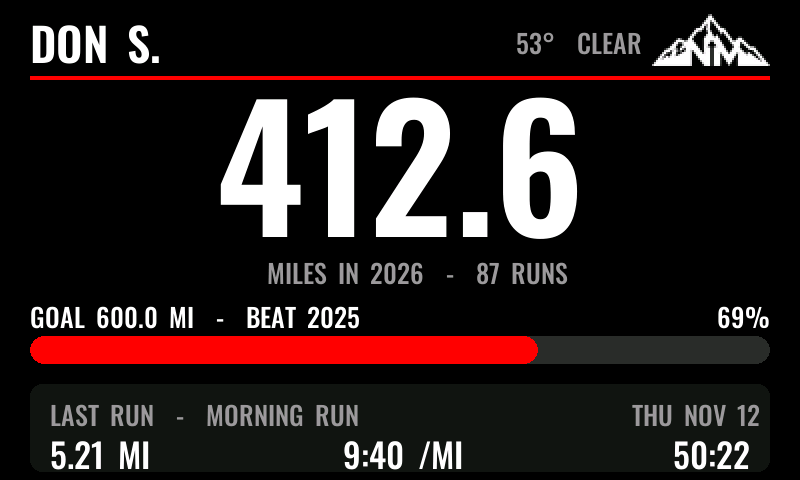 DON S.
53° CLEAR
NM
412.6
MILES IN 2026 - 87 RUNS
GOAL 600.0 MI - BEAT 2025
69%
LAST RUN - MORNING RUN
THU NOV 12
5.21 MI
9:40 /MI
50:22